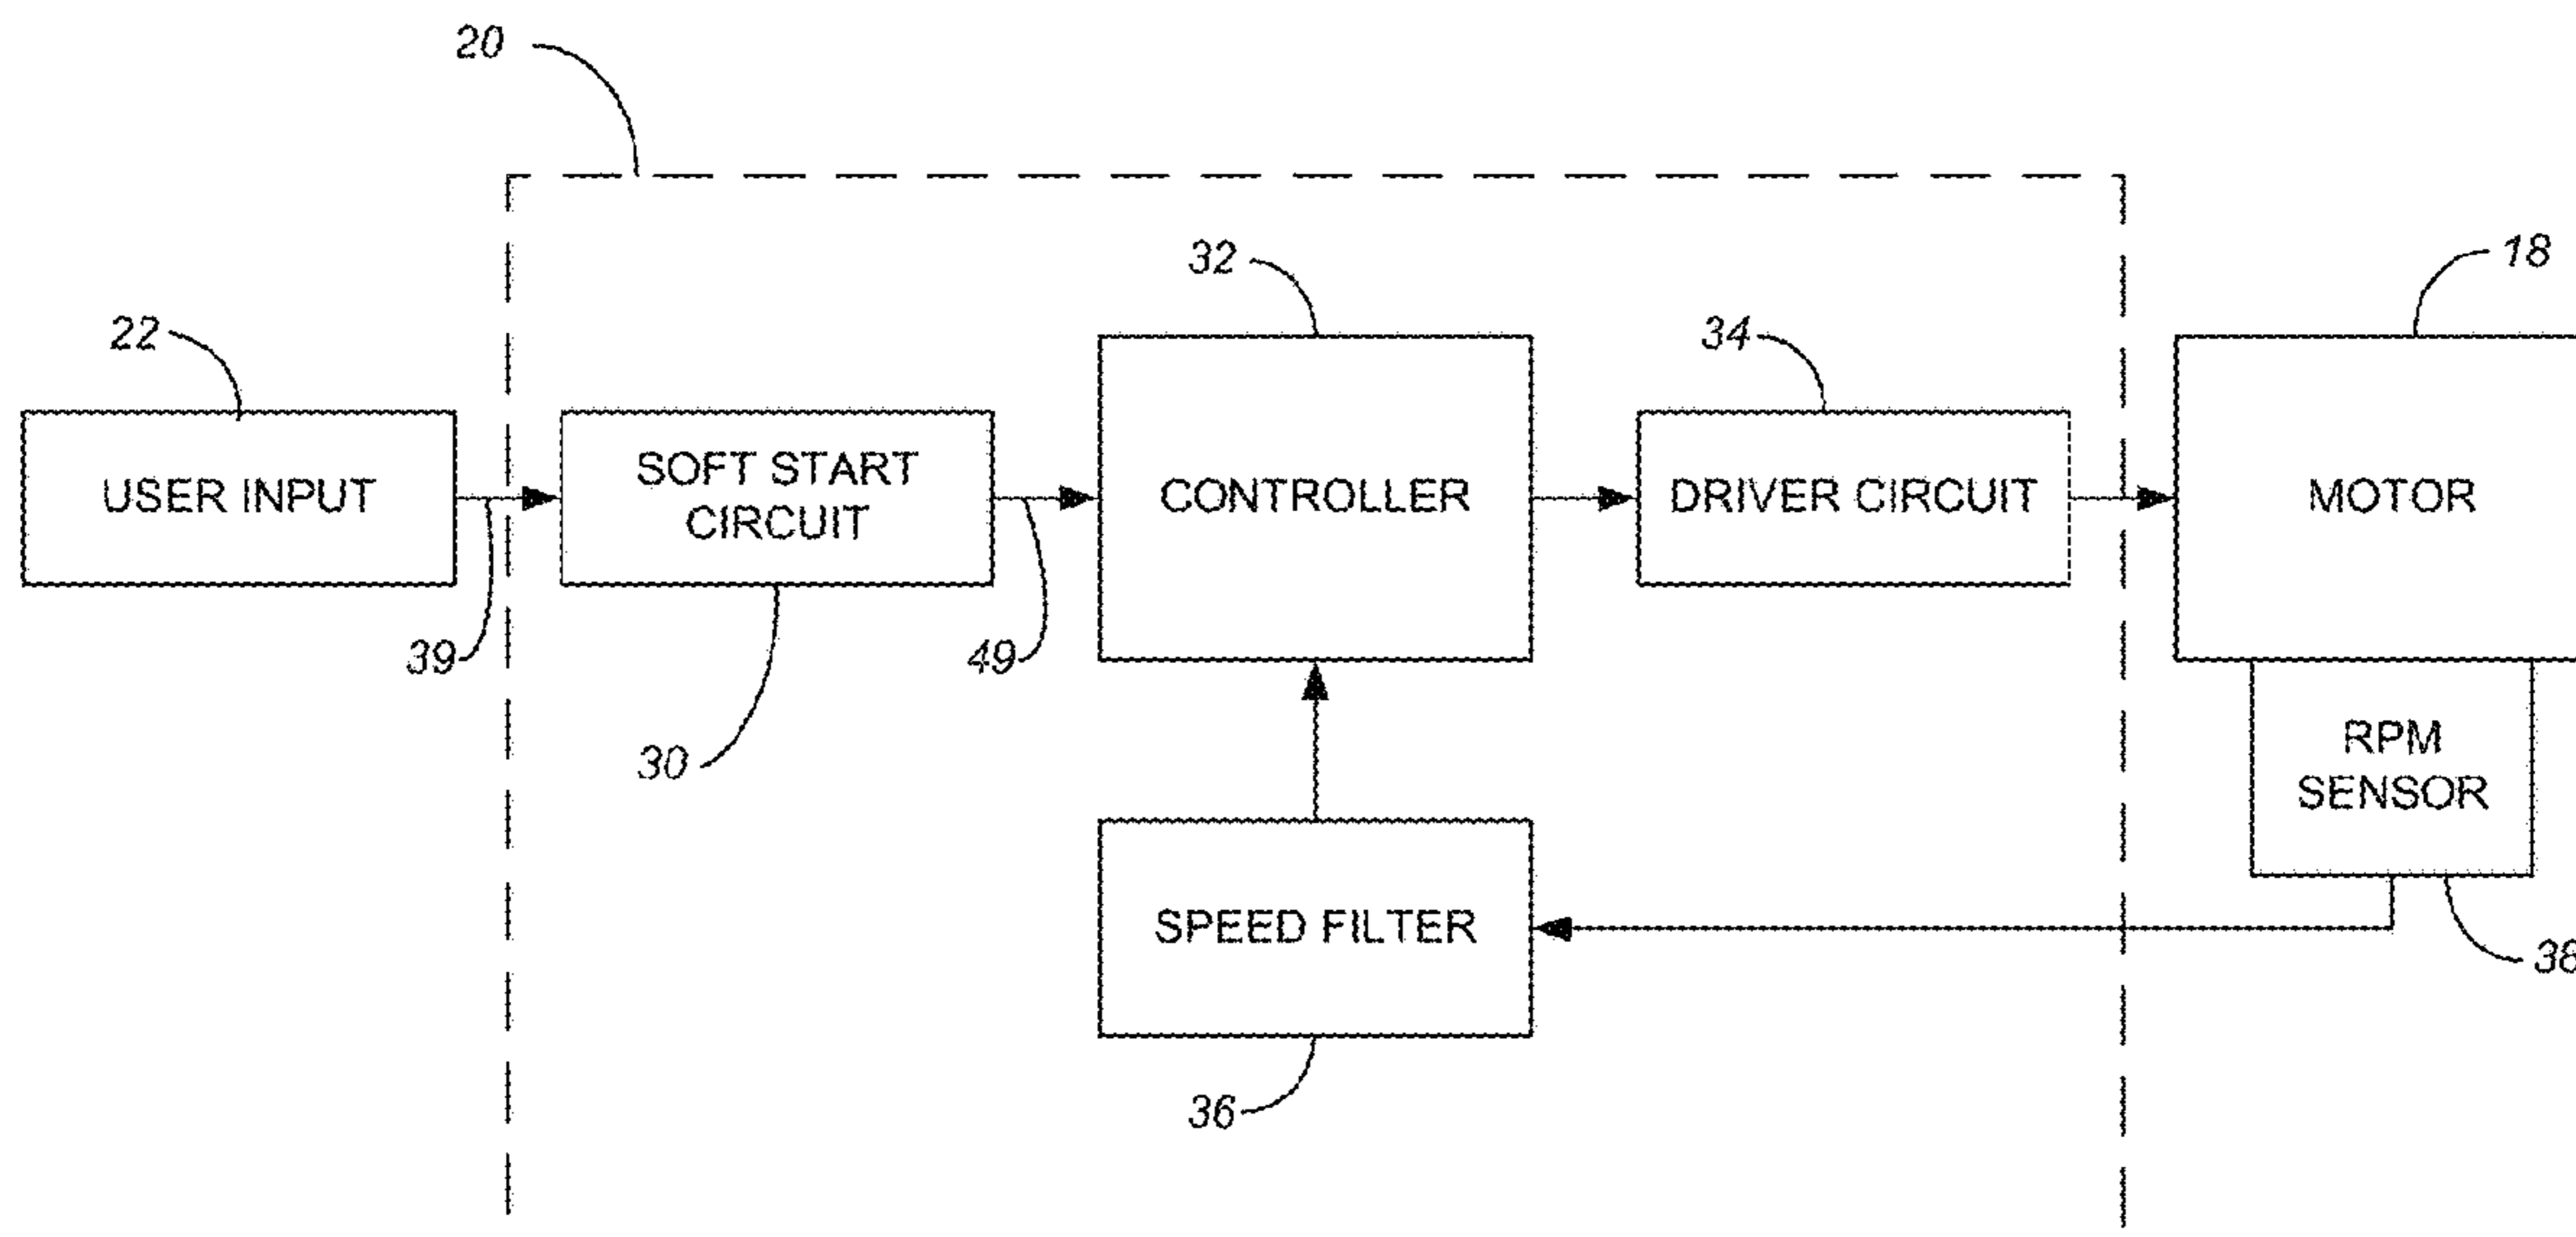 20
32
18
22
34
USER INPUT
SOFT START
CIRCUIT
CONTROLLER
DRIVER CIRCUIT
MOTOR
39
49
30
RPM
SENSOR
SPEED FILTER
38
36